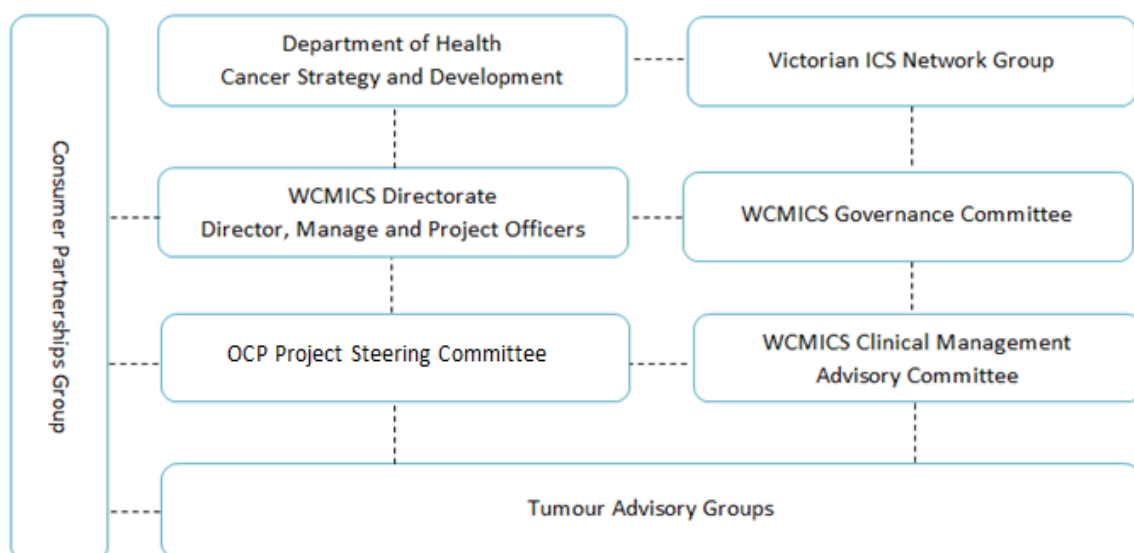 Consumer Partnerships Group
Department of Health
Cancer Strategy and Development
Victorian ICS Network Group
WCMICS Directorate
Director, Manage and Project Officers
WCMICS Governance Committee
OCP Project Steering Committee
WCMICS Clinical Management
Advisory Committee
Tumour Advisory Groups